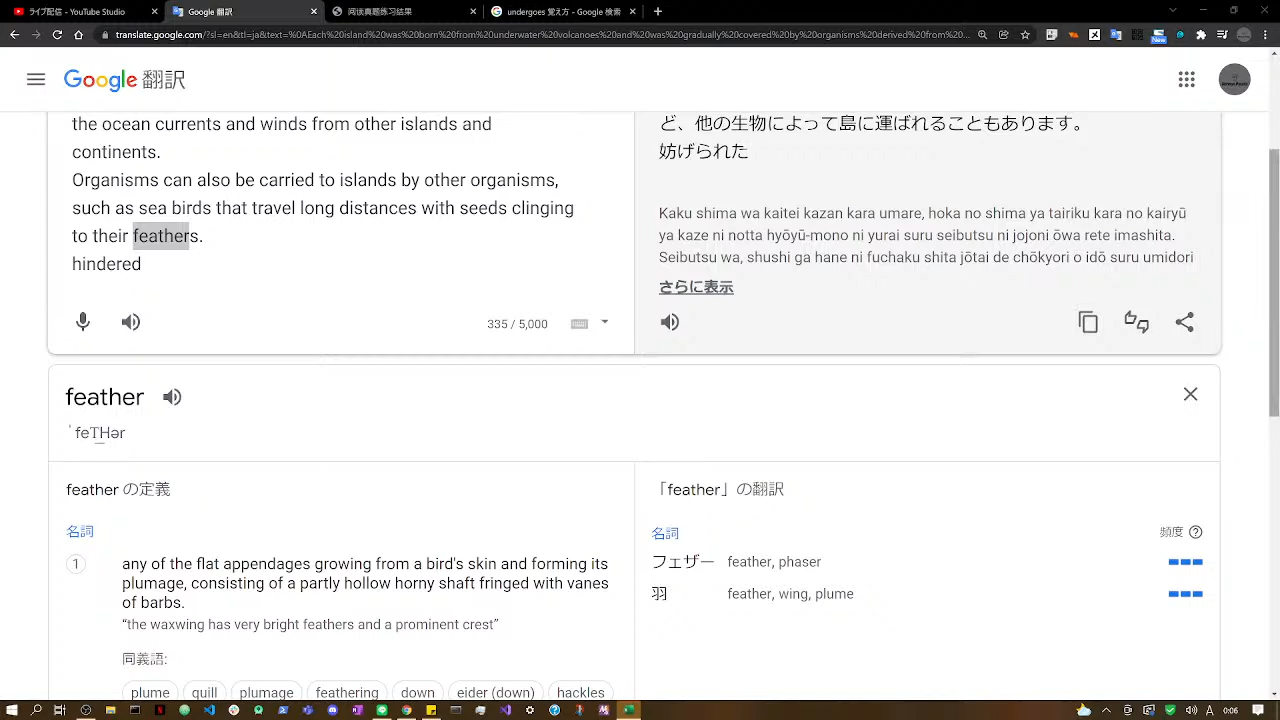 ライブ配信 - YouTube Studio
Google 翻訳
阅读真题练习结果
undergoes 覚え方 - Google 検索
translate.google.com/?sl=en&tl=ja&text=%0AEach%20island%20was%20born%20from%20underwater%20volcanoes%20and%20was%20gradually%20covered%20by%20organisms%20derived%20from%20...
New
Google 翻訳
the ocean currents and winds from other islands and
continents.
Organisms can also be carried to islands by other organisms,
such as sea birds that travel long distances with seeds clinging
to their feathers.
hindered
335 / 5,000
ど、他の生物によって島に運ばれることもあります。
妨げられた
Kaku shima wa kaitei kazan kara umare, hoka no shima ya tairiku kara no kairyū
ya kaze ni notta hyōyū-mono ni yurai suru seibutsu ni jojoni ōwa rete imashita.
Seibutsu wa, shushi ga hane ni fuchaku shita jōtai de chōkyori o idō suru umidori
さらに表示
feather
ˈfeT͟Hər
feather の定義
名詞
1
any of the flat appendages growing from a bird's skin and forming its
plumage, consisting of a partly hollow horny shaft fringed with vanes
of barbs.
“the waxwing has very bright feathers and a prominent crest”
同義語:
plume
quill
plumage
feathering
down
eider (down)
hackles
「feather」の翻訳
名詞
頻度
フェザー
feather, phaser
羽
feather, wing, plume
A
0:06